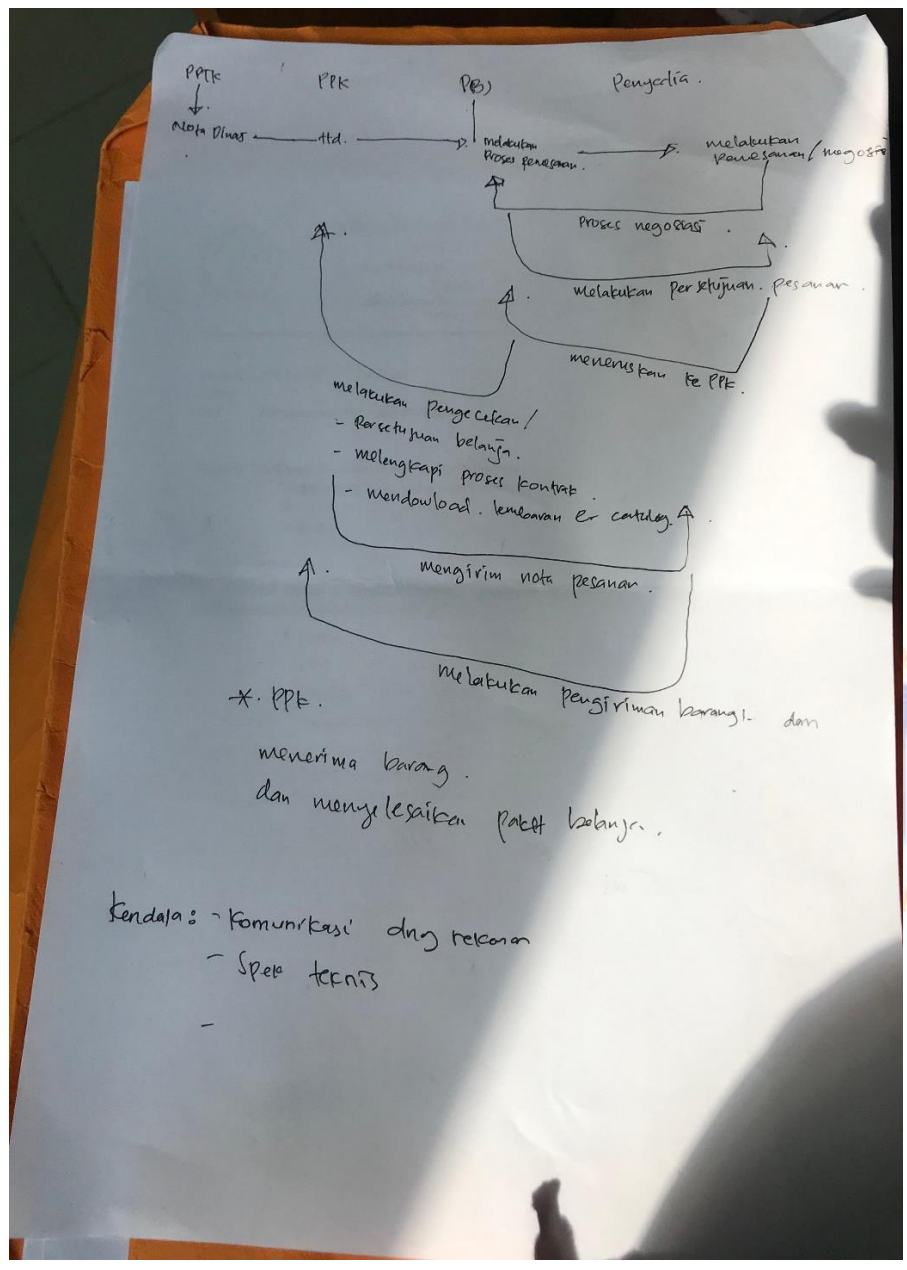 PPTK PPK PBJ Penyedia.
Nota Dinas ttd. melakukan
Proses pemesanan. melakukan
pemesanan/negosia
Proses negosiasi.
melakukan persetujuan. pesanan.
meneruskan ke PPK.
melakukan pengecekan/
- Persetujuan belanja.
- melengkapi proses kontrak.
- mendowload. lembaran e catalog.
mengirim nota pesanan.
melakukan pengiriman barang. dan
*. PPK.
menerima barang.
dan menyelesaikan paket belanja.
Kendala: - Komunikasi dng rekanan
- Spek teknis
-